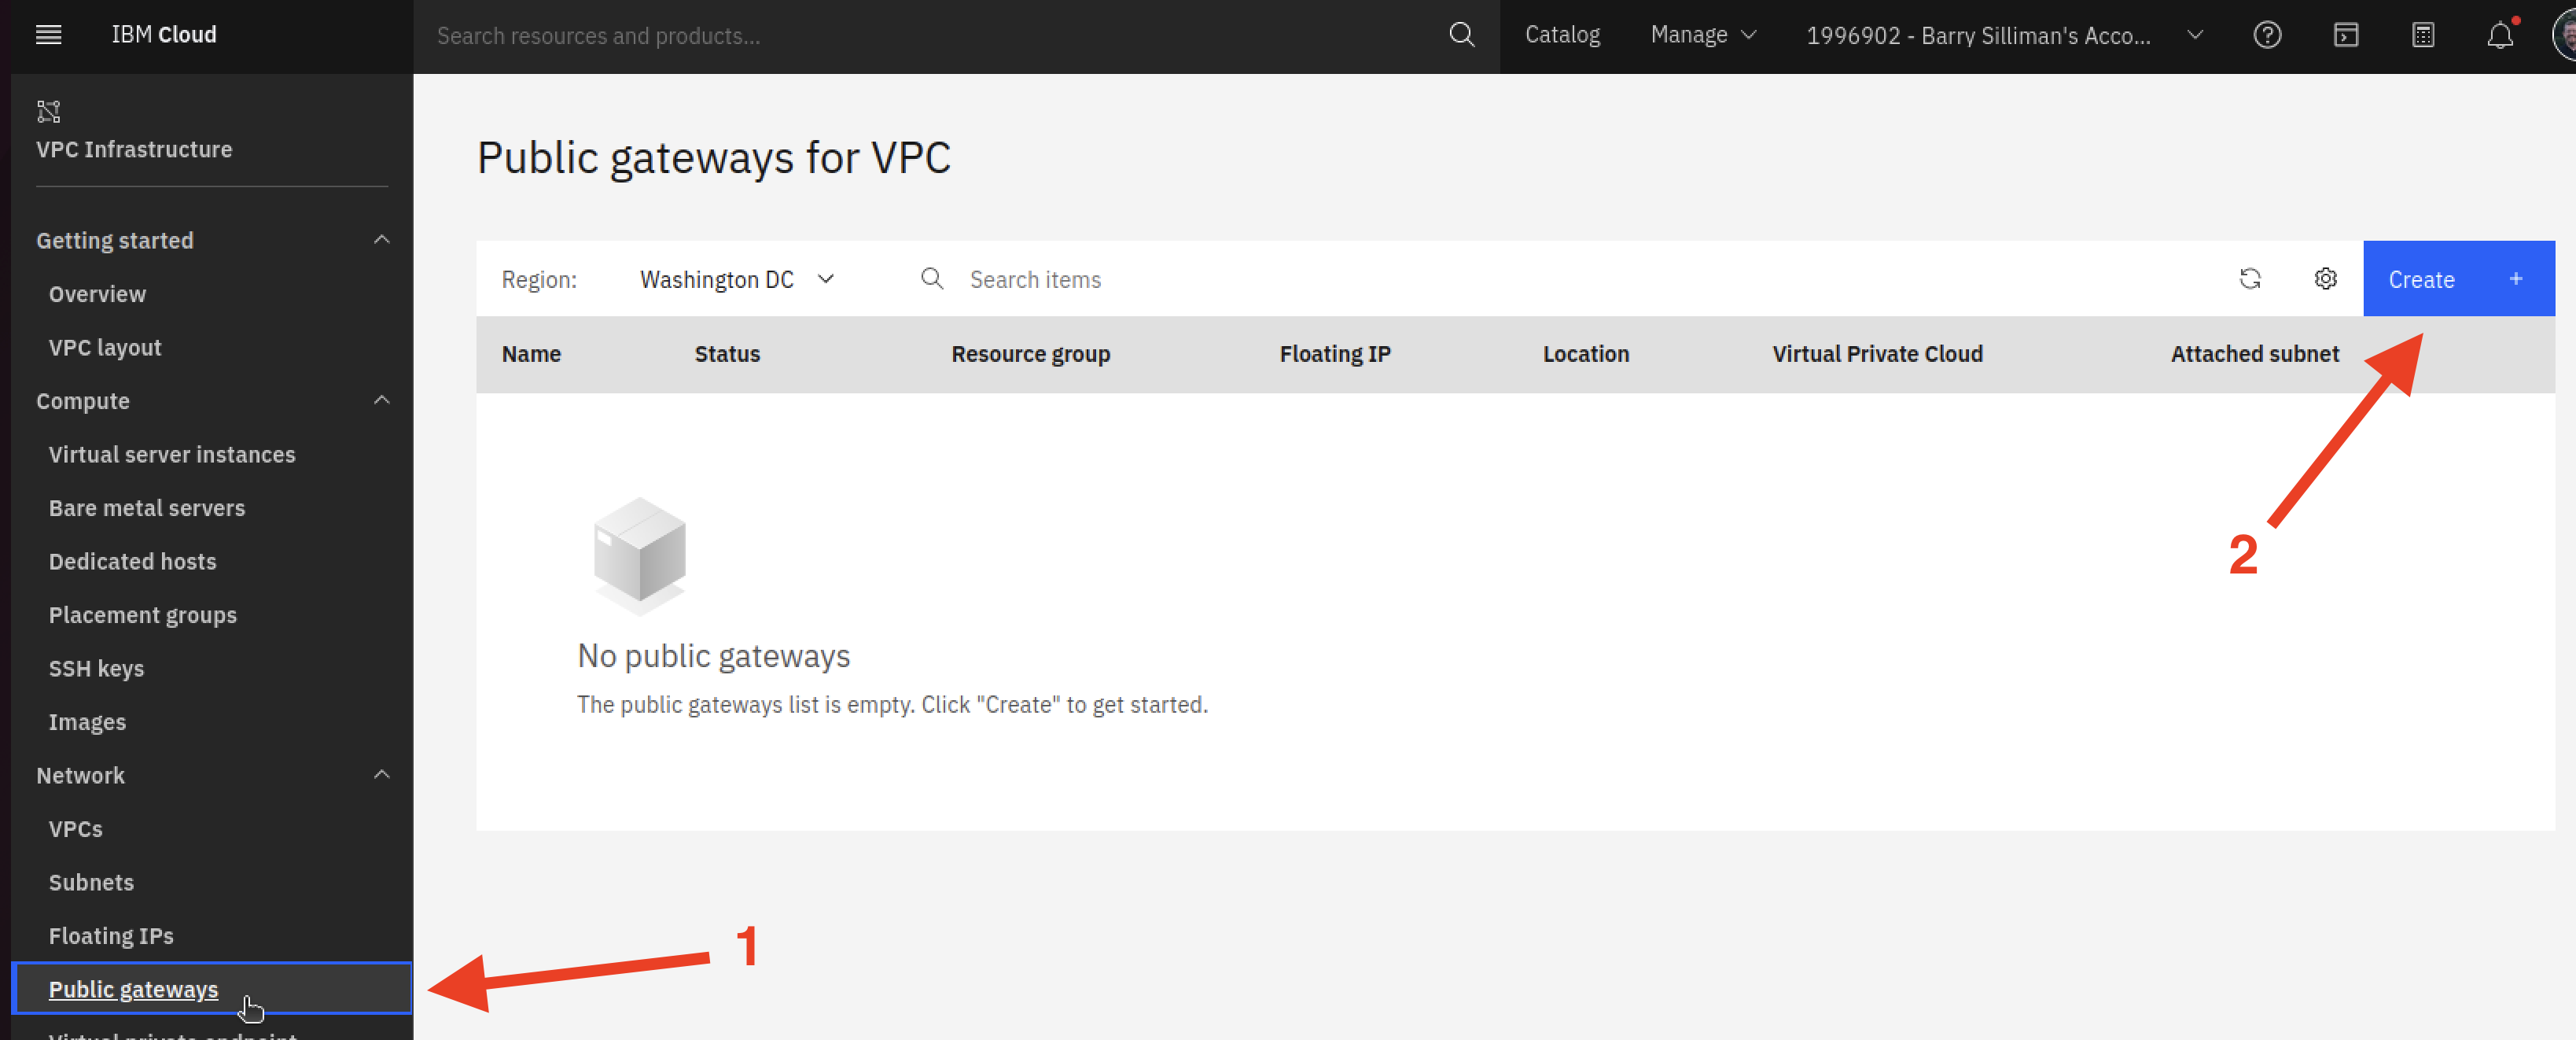 IBM Cloud
Search resources and products...
Catalog
Manage
1996902 - Barry Silliman's Acco...
VPC Infrastructure
Getting started
Overview
VPC layout
Compute
Virtual server instances
Bare metal servers
Dedicated hosts
Placement groups
SSH keys
Images
Network
VPCs
Subnets
Floating IPs
Public gateways
Virtual private endpoint
Public gateways for VPC
Region:
Washington DC
Search items
Create +
Name
Status
Resource group
Floating IP
Location
Virtual Private Cloud
Attached subnet
No public gateways
The public gateways list is empty. Click "Create" to get started.
1
2